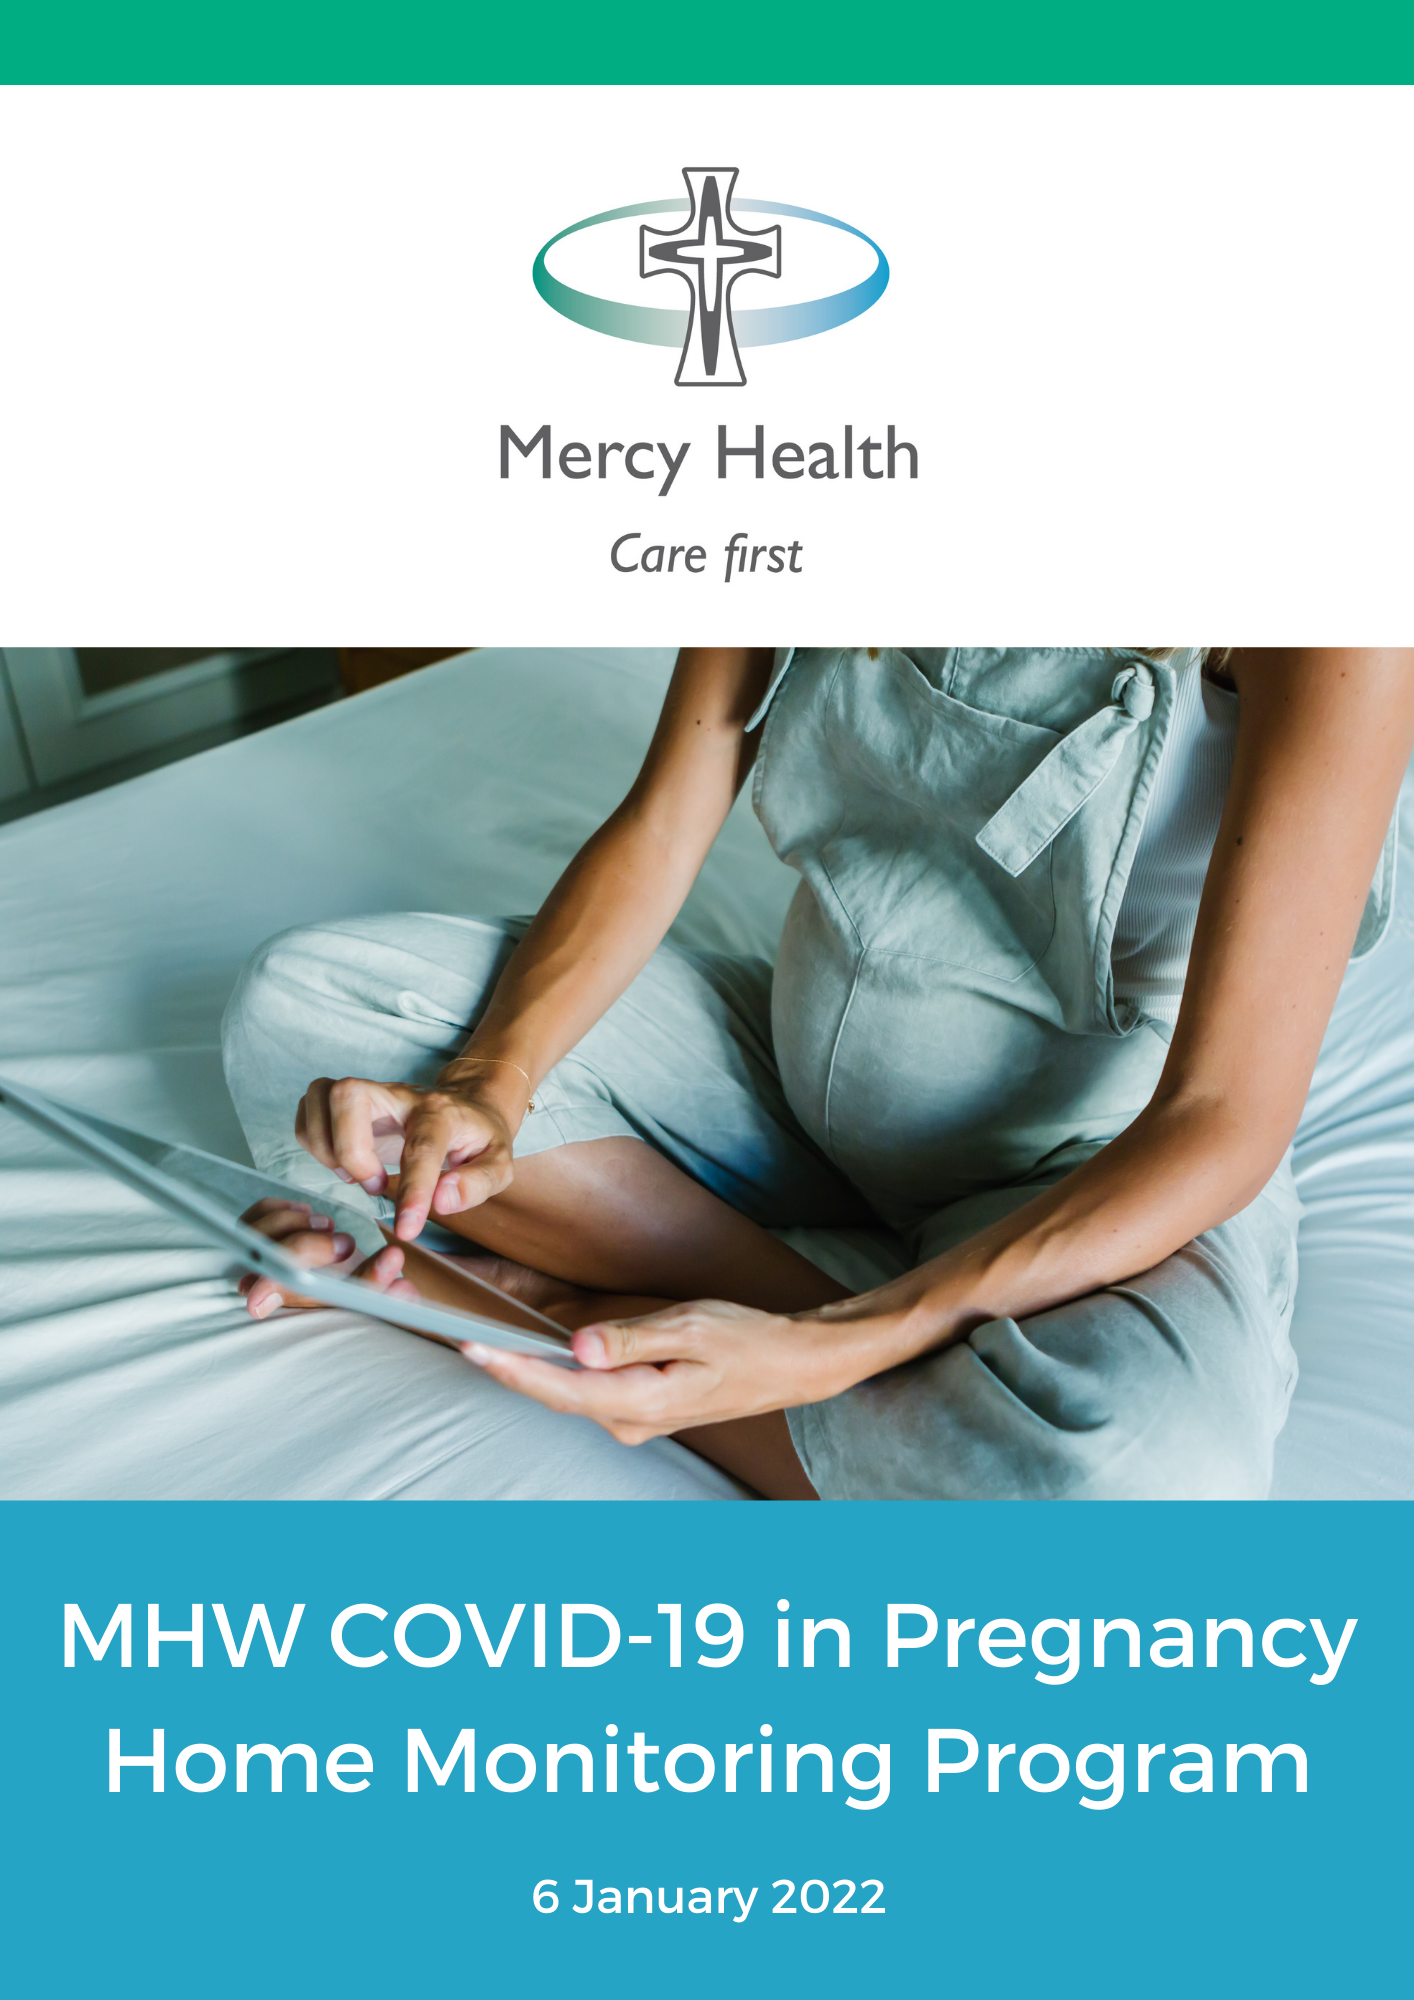 Mercy Health
Care first
MHW COVID-19 in Pregnancy
Home Monitoring Program
6 January 2022